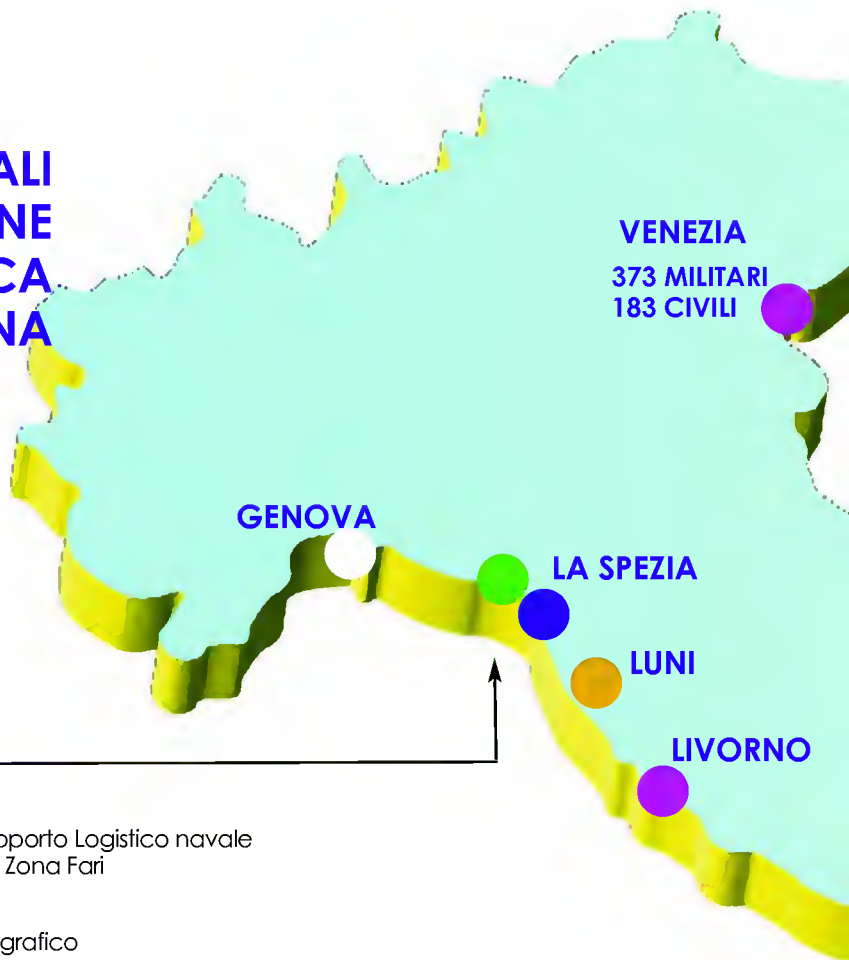 ALI
NE
CA
NA
VENEZIA
373 MILITARI
183 CIVILI
GENOVA
LA SPEZIA
LUNI
LIVORNO
pporto Logistico navale
Zona Fari
grafico